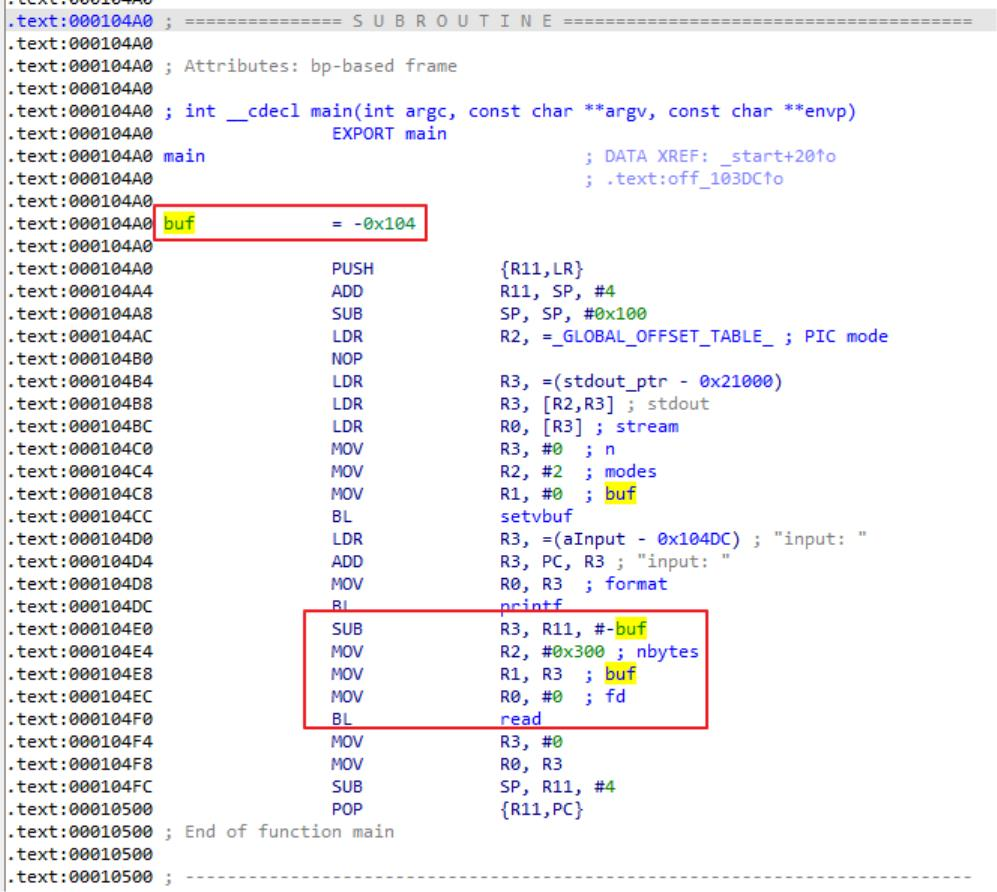 .text:000104A0
.text:000104A0 ; =============== S U B R O U T I N E =======================================
.text:000104A0
.text:000104A0 ; Attributes: bp-based frame
.text:000104A0
.text:000104A0 ; int __cdecl main(int argc, const char **argv, const char **envp)
.text:000104A0                 EXPORT main
.text:000104A0 main                                    ; DATA XREF: _start+20↑o
.text:000104A0                                         ; .text:off_103DC↑o
.text:000104A0
.text:000104A0 buf             = -0x104
.text:000104A0
.text:000104A0                 PUSH            {R11,LR}
.text:000104A4                 ADD             R11, SP, #4
.text:000104A8                 SUB             SP, SP, #0x100
.text:000104AC                 LDR             R2, =_GLOBAL_OFFSET_TABLE_ ; PIC mode
.text:000104B0                 NOP
.text:000104B4                 LDR             R3, =(stdout_ptr - 0x21000)
.text:000104B8                 LDR             R3, [R2,R3] ; stdout
.text:000104BC                 LDR             R0, [R3] ; stream
.text:000104C0                 MOV             R3, #0  ; n
.text:000104C4                 MOV             R2, #2  ; modes
.text:000104C8                 MOV             R1, #0  ; buf
.text:000104CC                 BL              setvbuf
.text:000104D0                 LDR             R3, =(aInput - 0x104DC) ; "input: "
.text:000104D4                 ADD             R3, PC, R3 ; "input: "
.text:000104D8                 MOV             R0, R3  ; format
.text:000104DC                 BL              printf
.text:000104E0                 SUB             R3, R11, #-buf
.text:000104E4                 MOV             R2, #0x300 ; nbytes
.text:000104E8                 MOV             R1, R3  ; buf
.text:000104EC                 MOV             R0, #0  ; fd
.text:000104F0                 BL              read
.text:000104F4                 MOV             R3, #0
.text:000104F8                 MOV             R0, R3
.text:000104FC                 SUB             SP, R11, #4
.text:00010500                 POP             {R11,PC}
.text:00010500 ; End of function main
.text:00010500
.text:00010500 ; ---------------------------------------------------------------------------